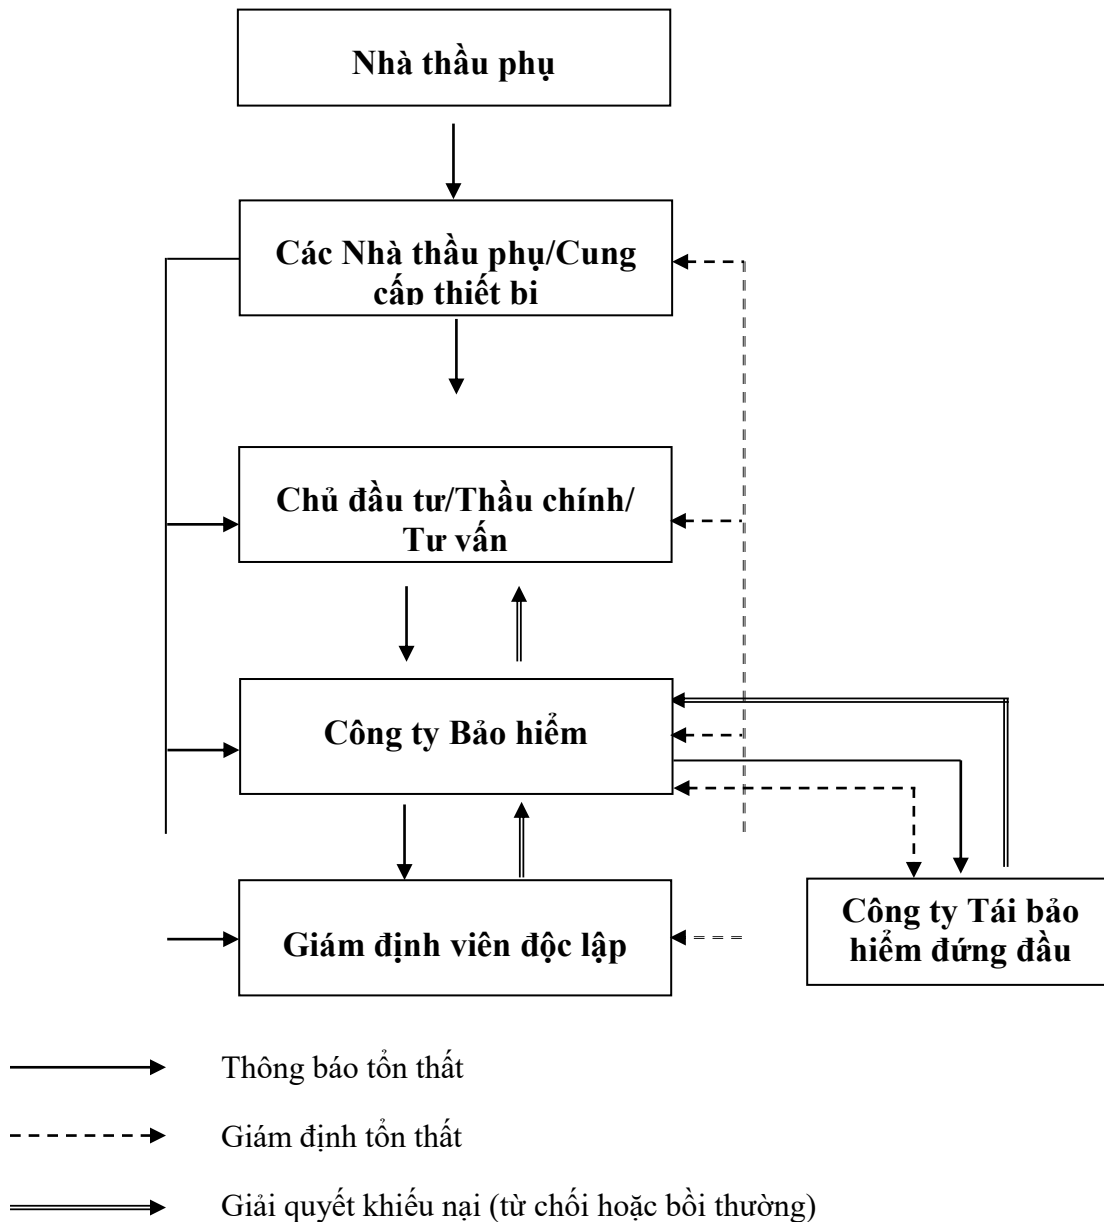 Nhà thầu phụ
Các Nhà thầu phụ/Cung
cấp thiết bị
Chủ đầu tư/Thầu chính/
Tư vấn
Công ty Bảo hiểm
Giám định viên độc lập
Công ty Tái bảo
hiểm đứng đầu
Thông báo tổn thất
Giám định tổn thất
Giải quyết khiếu nại (từ chối hoặc bồi thường)